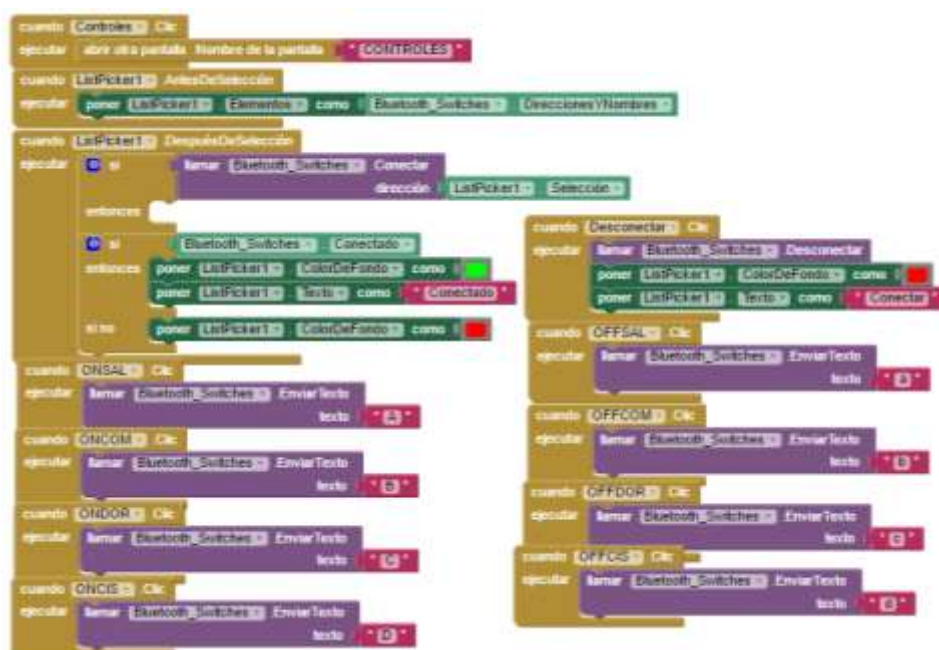 cuando Controles .Clic
ejecutar abrir otra pantalla Nombre de la pantalla " CONTROLES "
cuando ListPicker1 .AntesDeSelección
ejecutar poner ListPicker1 . Elementos como Bluetooth_Switches . DireccionesYNombres
cuando ListPicker1 .DespuésDeSelección
ejecutar si llamar Bluetooth_Switches .Conectar
dirección ListPicker1 . Selección
entonces
si Bluetooth_Switches . Conectado
entonces poner ListPicker1 . ColorDeFondo como
poner ListPicker1 . Texto como " Conectado "
si no poner ListPicker1 . ColorDeFondo como
cuando ONSAL .Clic
ejecutar llamar Bluetooth_Switches .EnviarTexto
texto " A "
cuando ONCOM .Clic
ejecutar llamar Bluetooth_Switches .EnviarTexto
texto " B "
cuando ONDOR .Clic
ejecutar llamar Bluetooth_Switches .EnviarTexto
texto " C "
cuando ONCIS .Clic
ejecutar llamar Bluetooth_Switches .EnviarTexto
texto " D "
cuando Desconectar .Clic
ejecutar llamar Bluetooth_Switches .Desconectar
poner ListPicker1 . ColorDeFondo como
poner ListPicker1 . Texto como " Conectar "
cuando OFFSAL .Clic
ejecutar llamar Bluetooth_Switches .EnviarTexto
texto " a "
cuando OFFCOM .Clic
ejecutar llamar Bluetooth_Switches .EnviarTexto
texto
cuando OFFDOR .Clic
ejecutar llamar Bluetooth_Switches .EnviarTexto
texto " c "
cuando OFFCIS .Clic
ejecutar llamar Bluetooth_Switches .EnviarTexto
texto